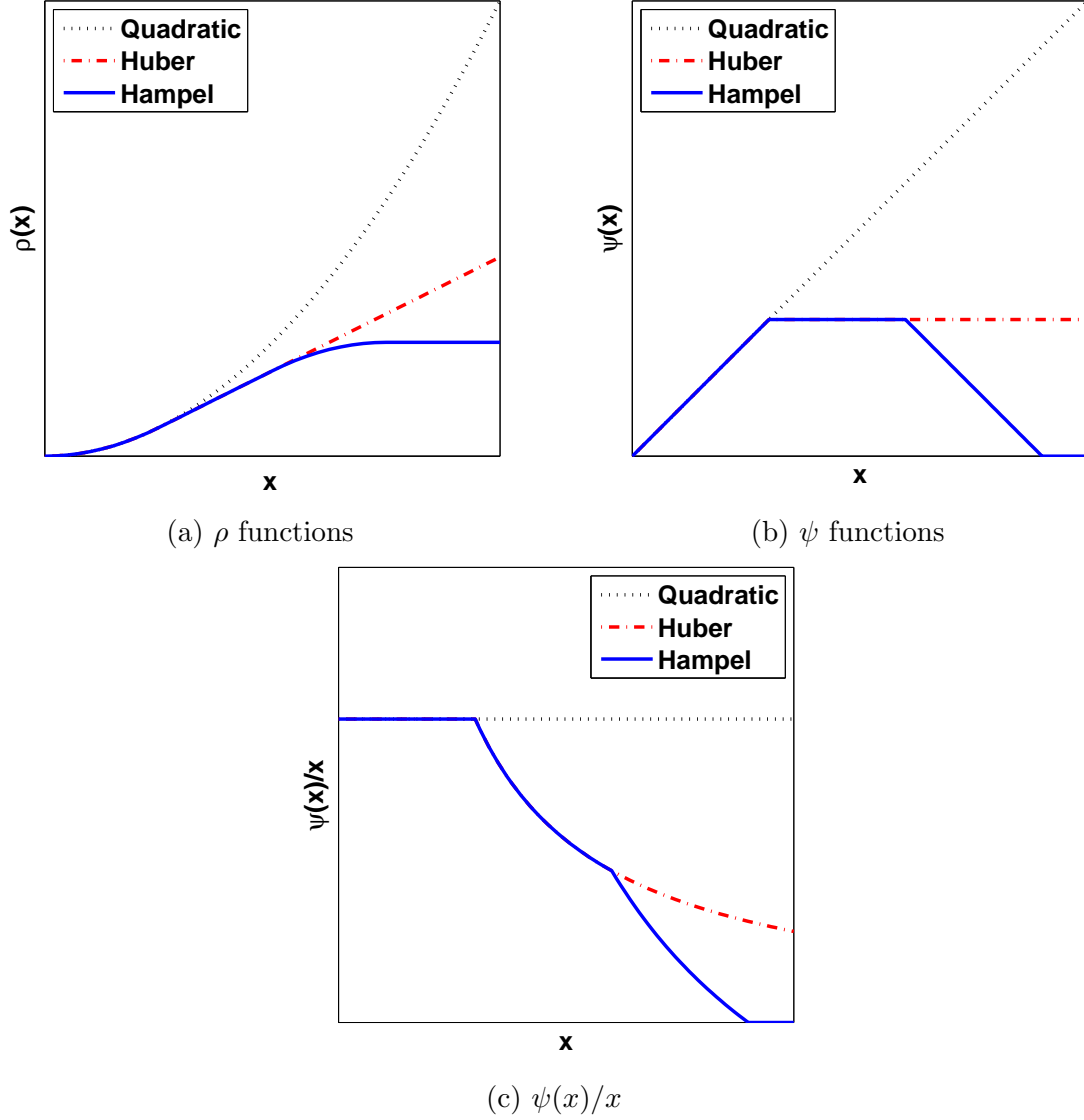 Quadratic
Huber
Hampel
ρ(x)
x
(a) ρ functions
Quadratic
Huber
Hampel
ψ(x)
x
(b) ψ functions
Quadratic
Huber
Hampel
ψ(x)/x
x
(c) ψ(x)/x